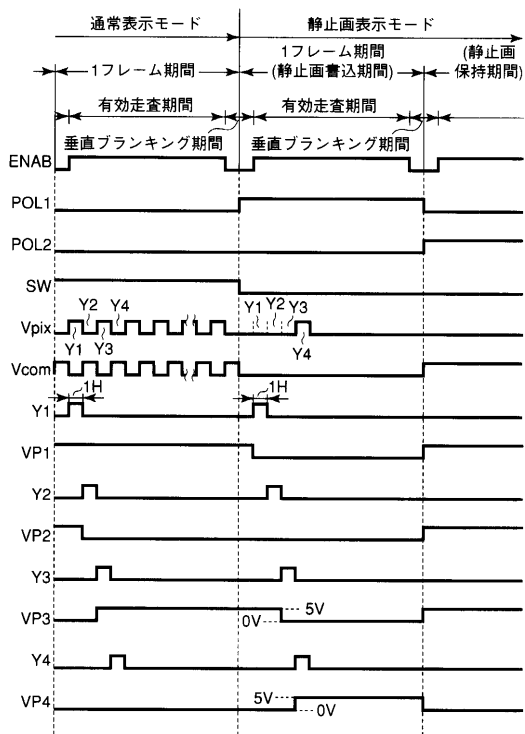 通常表示モード
静止画表示モード
1フレーム期間
1フレーム期間
(静止画書込期間)
(静止画
保持期間)
有効走査期間
有効走査期間
垂直ブランキング期間
垂直ブランキング期間
ENAB
POL1
POL2
SW
Y2 Y4
Y1 Y2 Y3
Vpix
Y1 Y3
Y4
Vcom
1H
1H
Y1
VP1
Y2
VP2
Y3
VP3
5V
0V
Y4
VP4
5V
0V